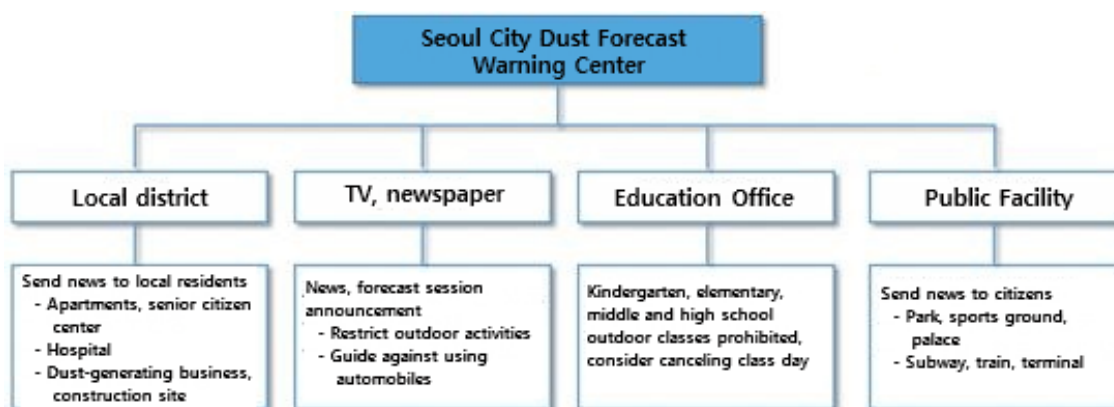 Seoul City Dust Forecast
Warning Center
Local district
TV, newspaper
Education Office
Public Facility
Send news to local residents
- Apartments, senior citizen
center
- Hospital
- Dust-generating business,
construction site
News, forecast session
announcement
- Restrict outdoor activities
- Guide against using
automobiles
Kindergarten, elementary,
middle and high school
outdoor classes prohibited,
consider canceling class day
Send news to citizens
- Park, sports ground,
palace
- Subway, train, terminal